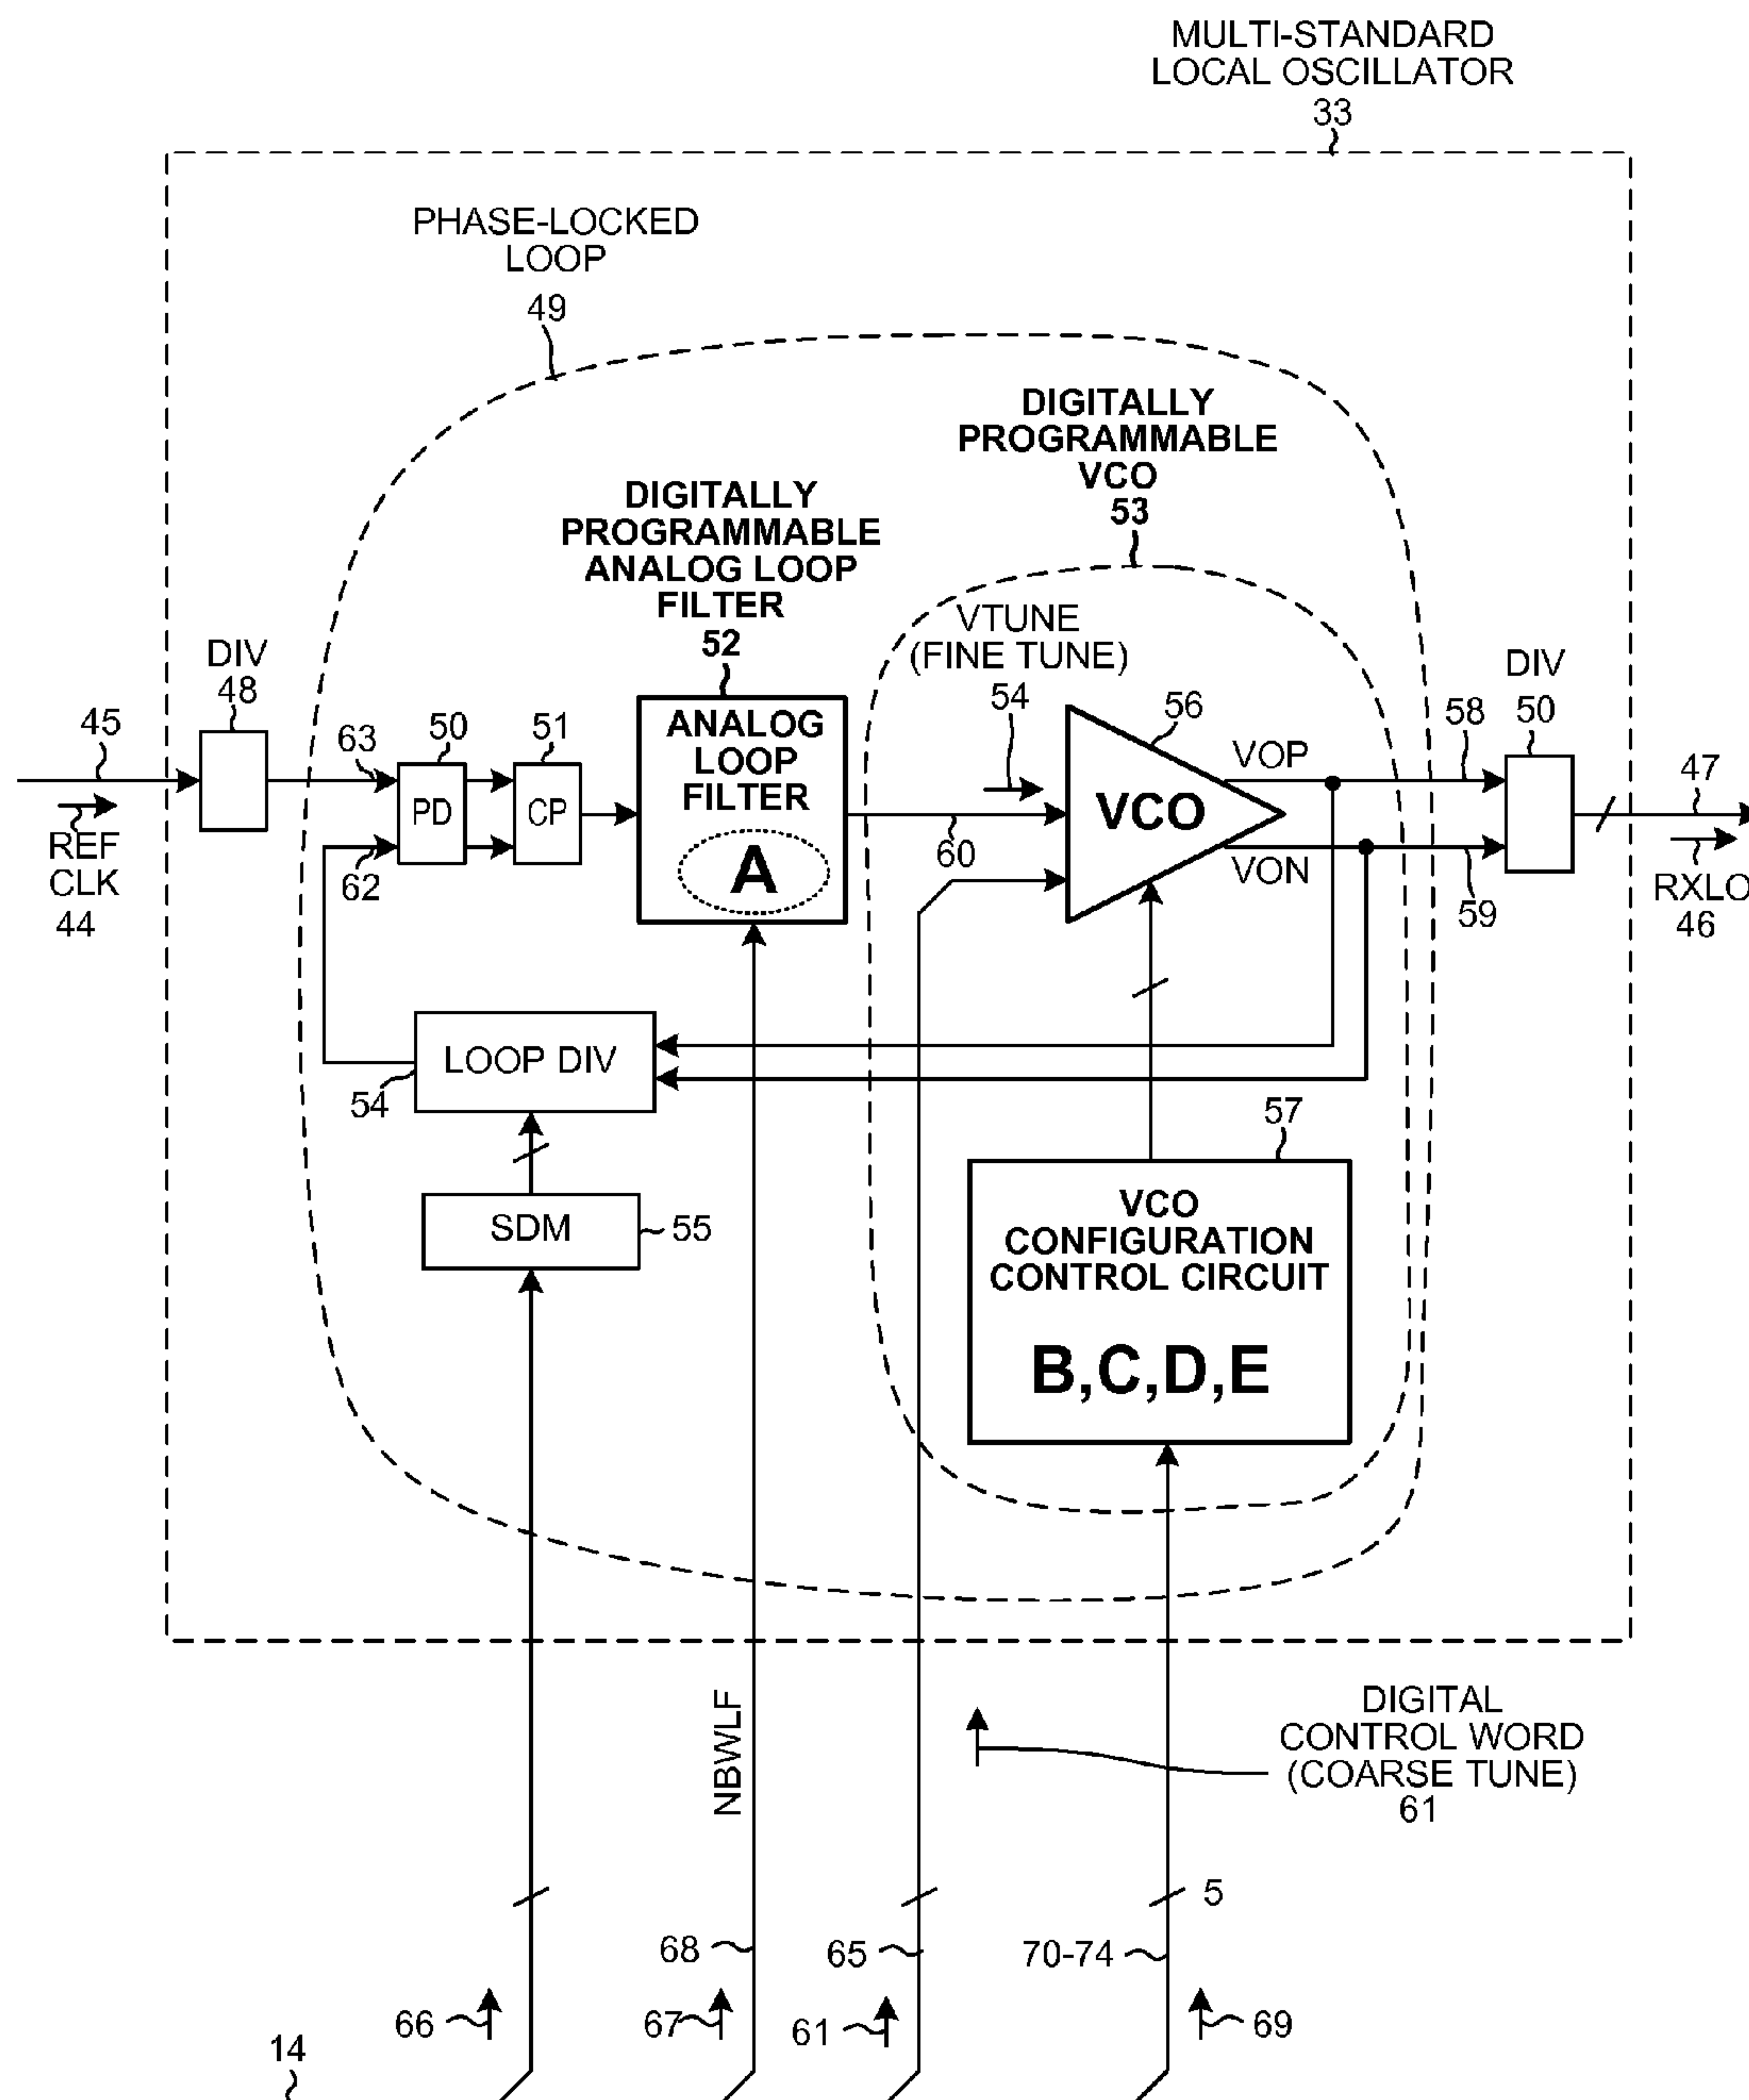 MULTI-STANDARD
LOCAL OSCILLATOR
33
PHASE-LOCKED
LOOP
49
DIGITALLY
PROGRAMMABLE
VCO
53
DIGITALLY
PROGRAMMABLE
ANALOG LOOP
FILTER
52
VTUNE
(FINE TUNE)
54
DIV
48
DIV
50
45
REF
CLK
44
63
62
50
PD
51
CP
ANALOG
LOOP
FILTER
A
60
56
VCO
VOP
VON
58
59
47
RXLO
46
LOOP DIV
54
SDM
55
57
VCO
CONFIGURATION
CONTROL CIRCUIT
B,C,D,E
NBWLF
DIGITAL
CONTROL WORD
(COARSE TUNE)
61
5
68
65
70-74
66
67
61
69
14